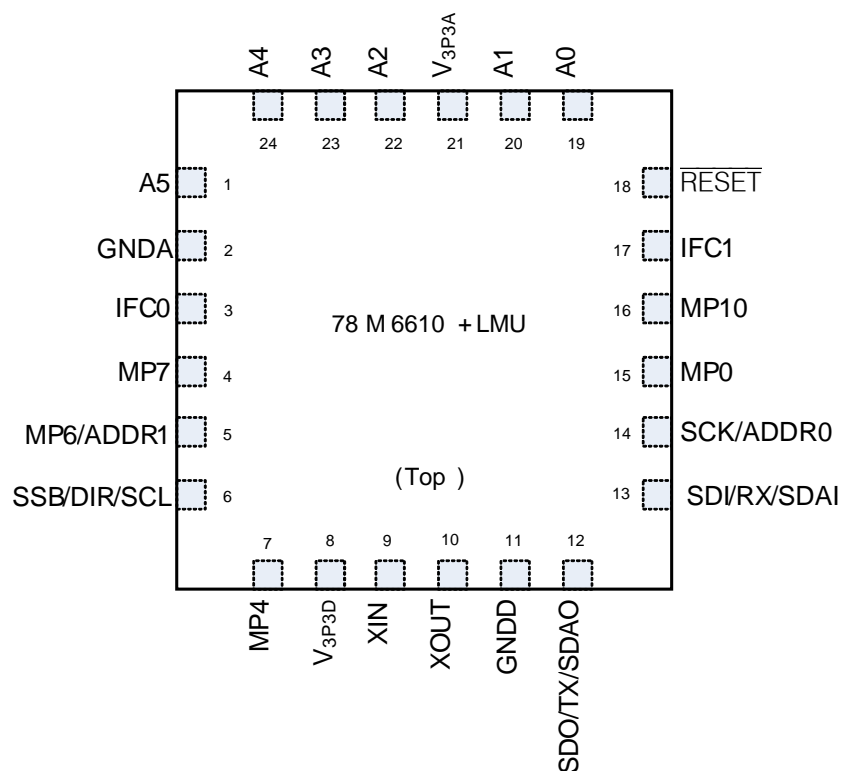 A4 A3 A2 V3P3A A1 A0
24 23 22 21 20 19
A5 1 18 RESET
GNDA 2 17 IFC1
IFC0 3 16 MP10
78 M 6610 +LMU
MP7 4 15 MP0
MP6/ADDR1 5 14 SCK/ADDR0
(Top )
SSB/DIR/SCL 6 13 SDI/RX/SDAI
7 8 9 10 11 12
MP4 V3P3D XIN XOUT GNDD SDO/TX/SDAO